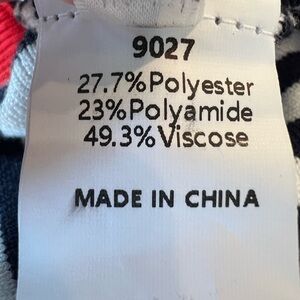 9027
27.7%Polyester
23%Polyamide
49.3%Viscose
MADE IN CHINA